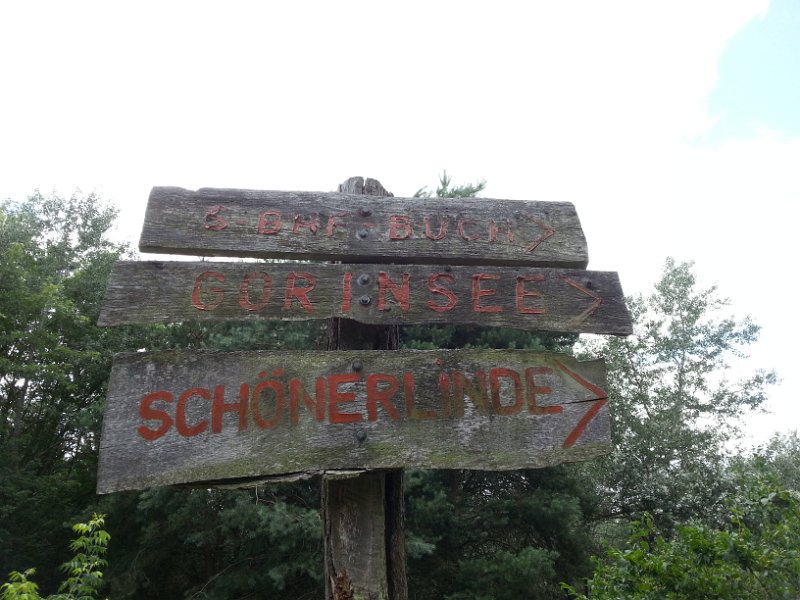 S-BHF-BUCH >
GORINSEE >
SCHÖNERLINDE >